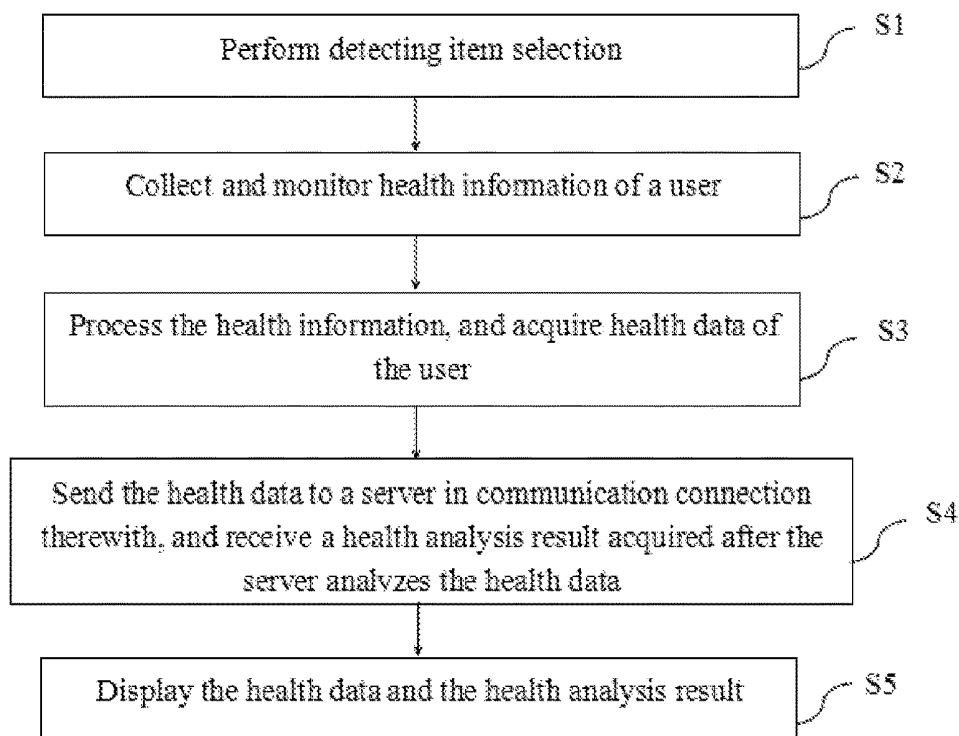 Perform detecting item selection
S1
Collect and monitor health information of a user
S2
Process the health information, and acquire health data of
the user
S3
Send the health data to a server in communication connection
therewith, and receive a health analysis result acquired after the
server analyzes the health data
S4
Display the health data and the health analysis result
S5